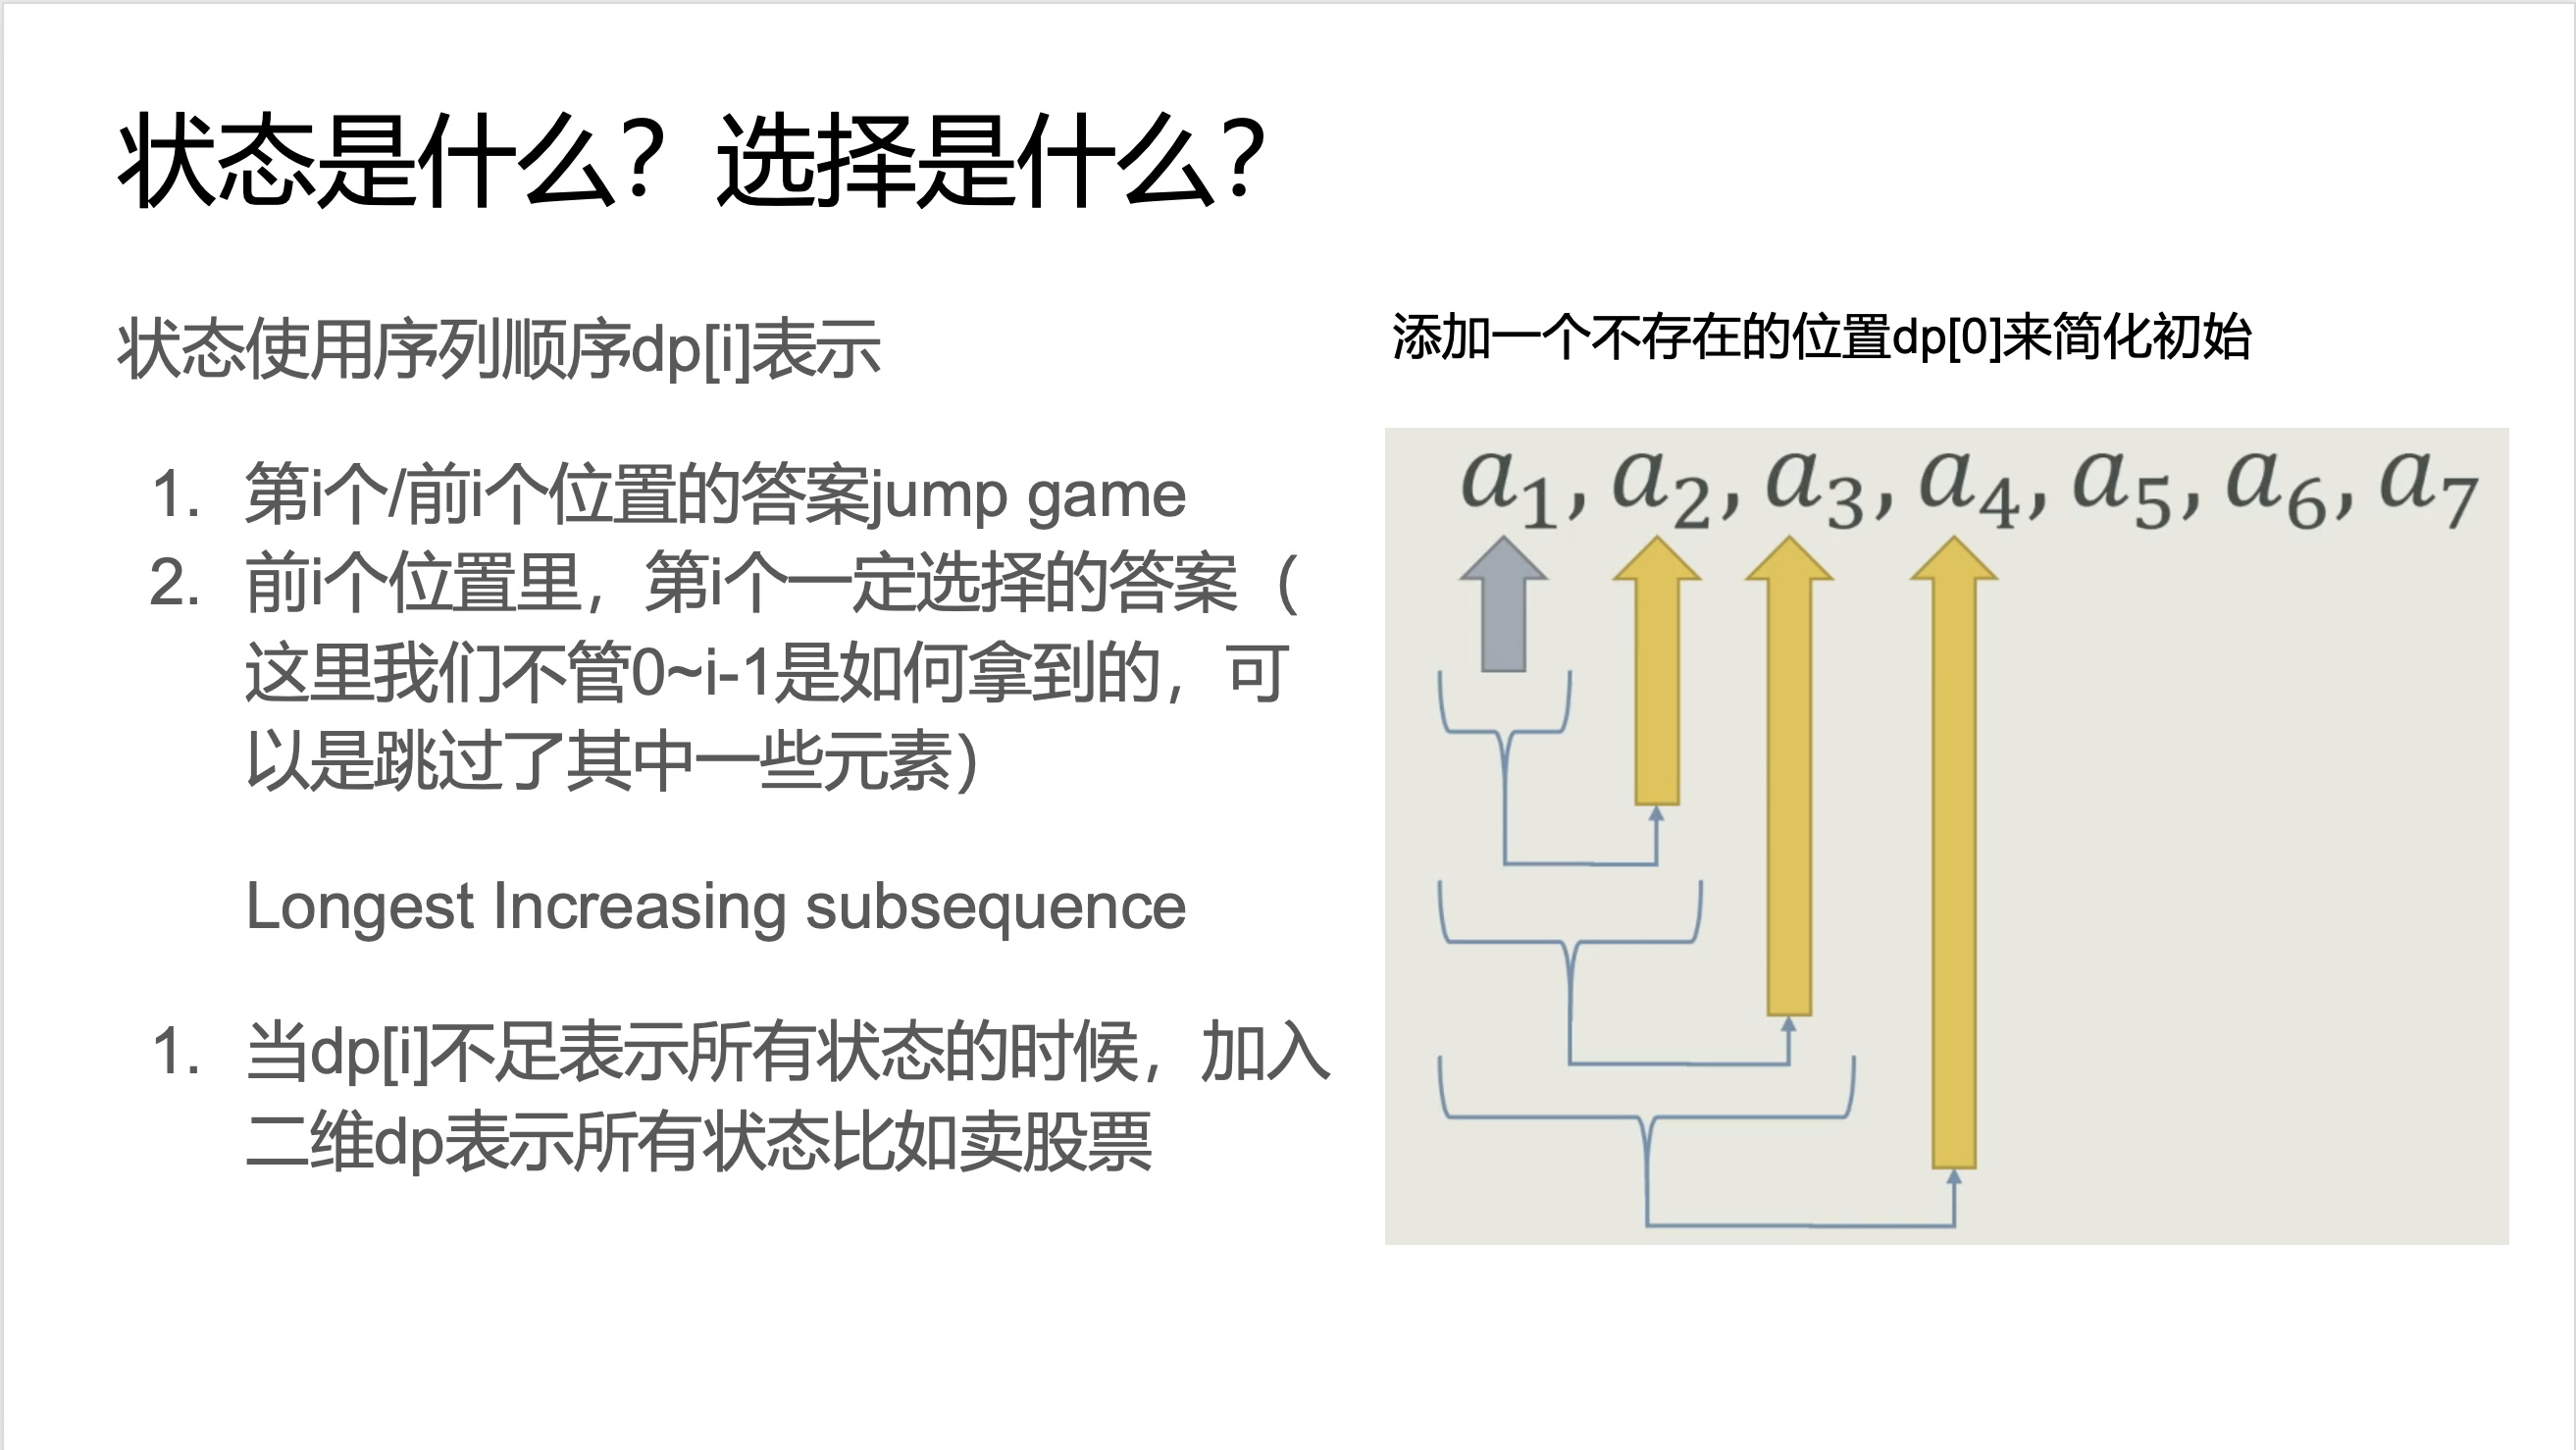 状态是什么？选择是什么？
状态使用序列顺序dp[i]表示
1. 第i个/前i个位置的答案jump game
2. 前i个位置里，第i个一定选择的答案（
这里我们不管0~i-1是如何拿到的，可
以是跳过了其中一些元素）
Longest Increasing subsequence
1. 当dp[i]不足表示所有状态的时候，加入
二维dp表示所有状态比如卖股票
添加一个不存在的位置dp[0]来简化初始
a₁, a₂, a₃, a₄, a₅, a₆, a₇